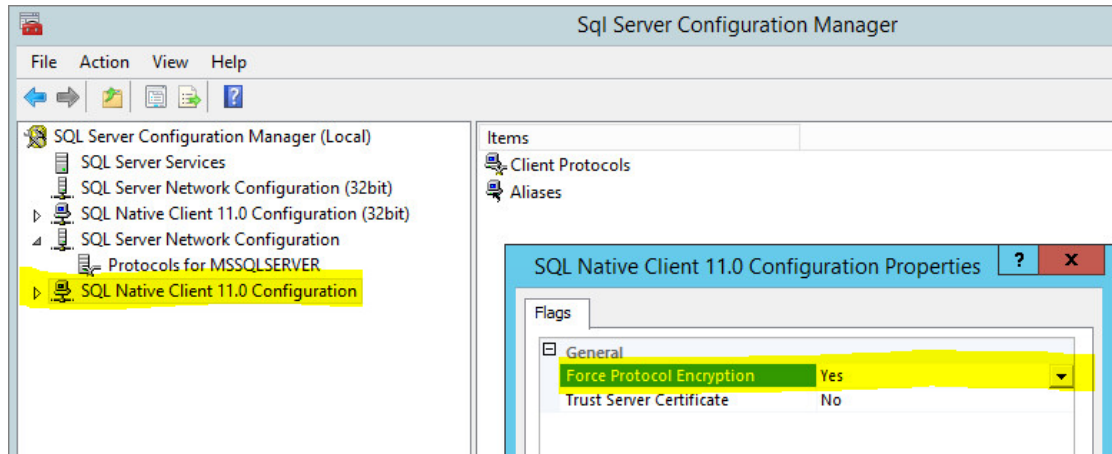 Sql Server Configuration Manager
File Action View Help
SQL Server Configuration Manager (Local)
SQL Server Services
SQL Server Network Configuration (32bit)
SQL Native Client 11.0 Configuration (32bit)
SQL Server Network Configuration
Protocols for MSSQLSERVER
SQL Native Client 11.0 Configuration
Items
Client Protocols
Aliases
SQL Native Client 11.0 Configuration Properties ? x
Flags
General
Force Protocol Encryption Yes
Trust Server Certificate No